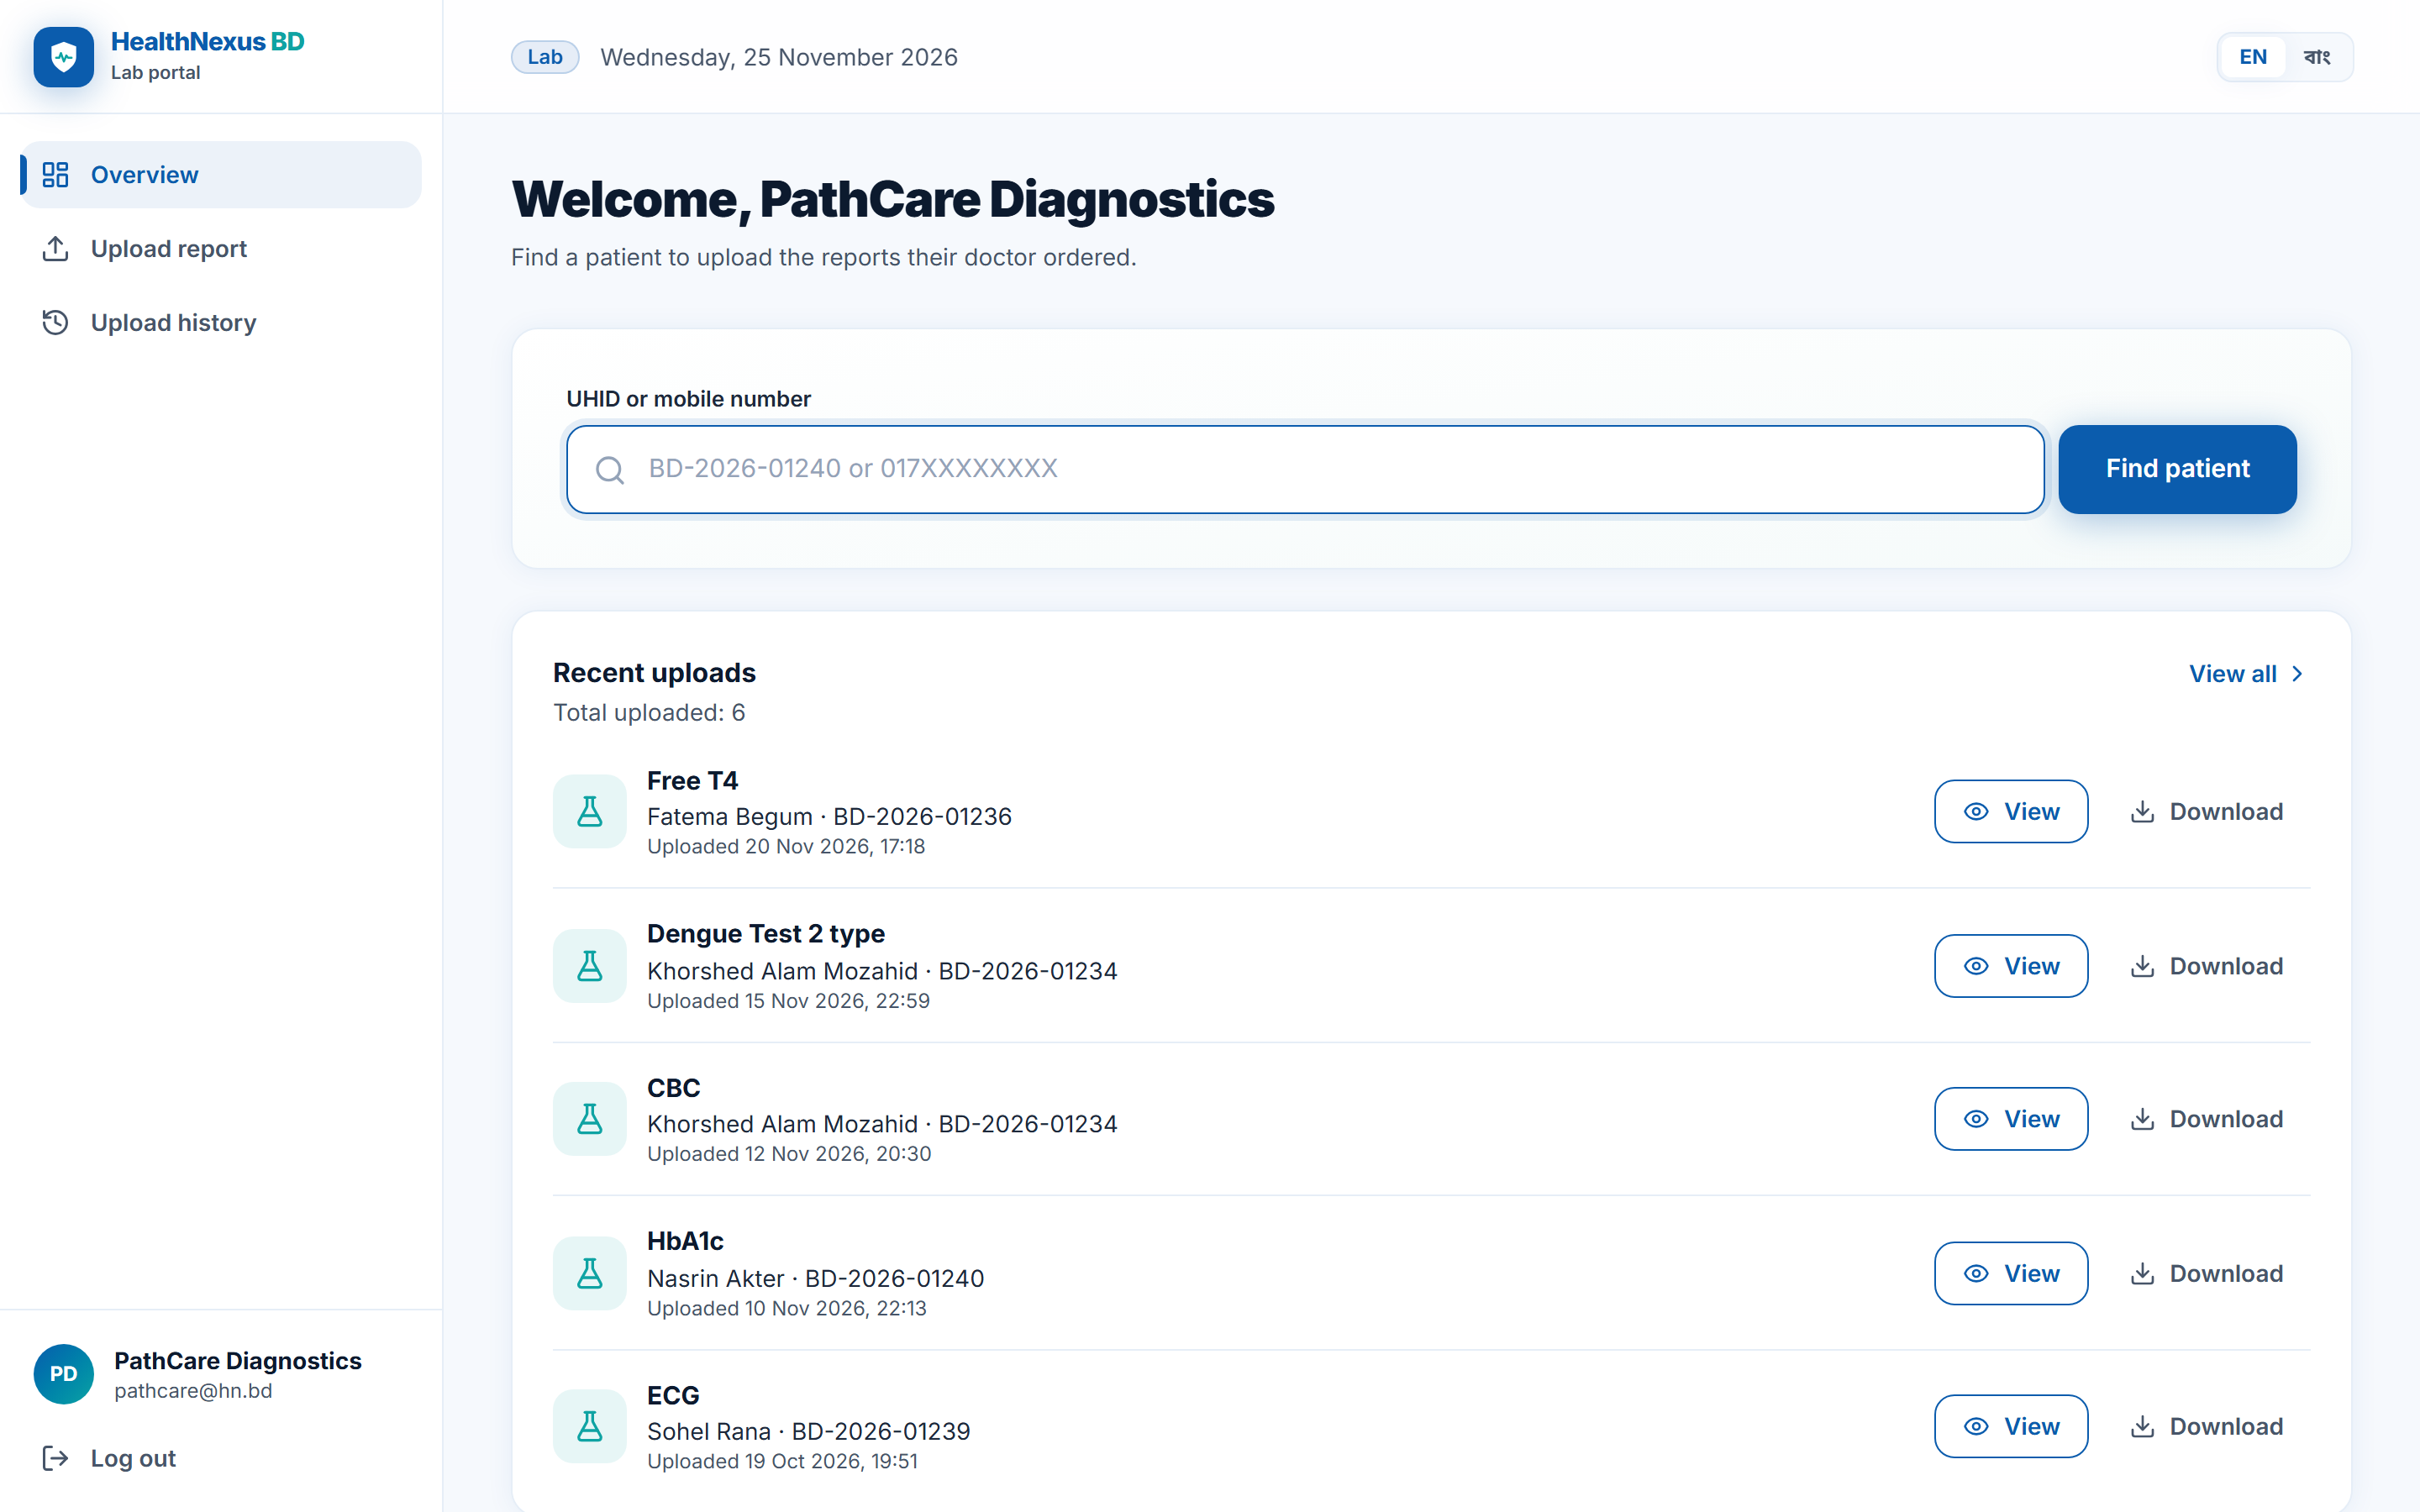 HealthNexus BD
Lab portal
Overview
Upload report
Upload history
PD
PathCare Diagnostics
pathcare@hn.bd
Log out
Lab
Wednesday, 25 November 2026
EN
বাং
Welcome, PathCare Diagnostics
Find a patient to upload the reports their doctor ordered.
UHID or mobile number
BD-2026-01240 or 017XXXXXXXX
Find patient
Recent uploads
View all
Total uploaded: 6
Free T4
Fatema Begum · BD-2026-01236
Uploaded 20 Nov 2026, 17:18
View
Download
Dengue Test 2 type
Khorshed Alam Mozahid · BD-2026-01234
Uploaded 15 Nov 2026, 22:59
View
Download
CBC
Khorshed Alam Mozahid · BD-2026-01234
Uploaded 12 Nov 2026, 20:30
View
Download
HbA1c
Nasrin Akter · BD-2026-01240
Uploaded 10 Nov 2026, 22:13
View
Download
ECG
Sohel Rana · BD-2026-01239
Uploaded 19 Oct 2026, 19:51
View
Download